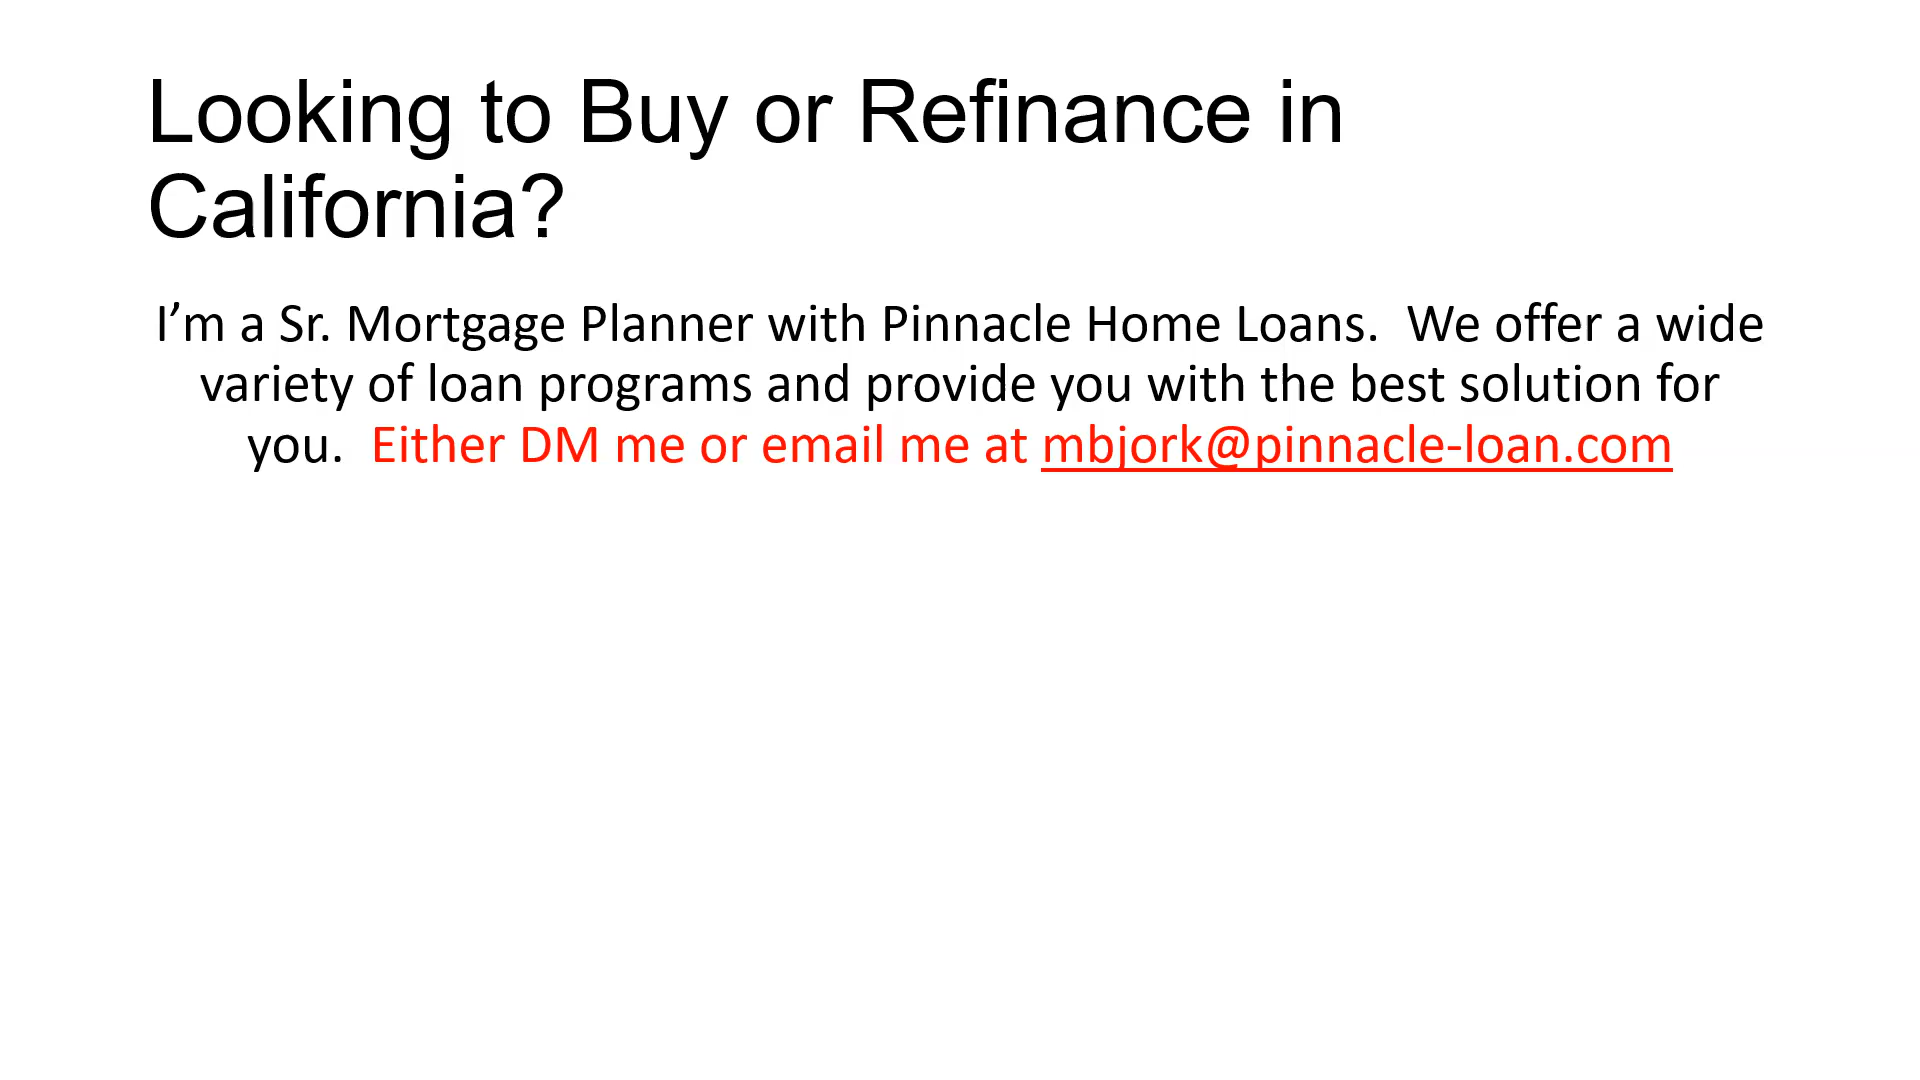 Looking to Buy or Refinance in
California?
I’m a Sr. Mortgage Planner with Pinnacle Home Loans.  We offer a wide
variety of loan programs and provide you with the best solution for
you.  Either DM me or email me at mbjork@pinnacle-loan.com